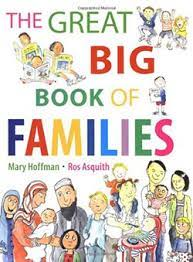 THE GREAT
BIG
BOOK OF
FAMILIES
Mary Hoffman • Ros Asquith